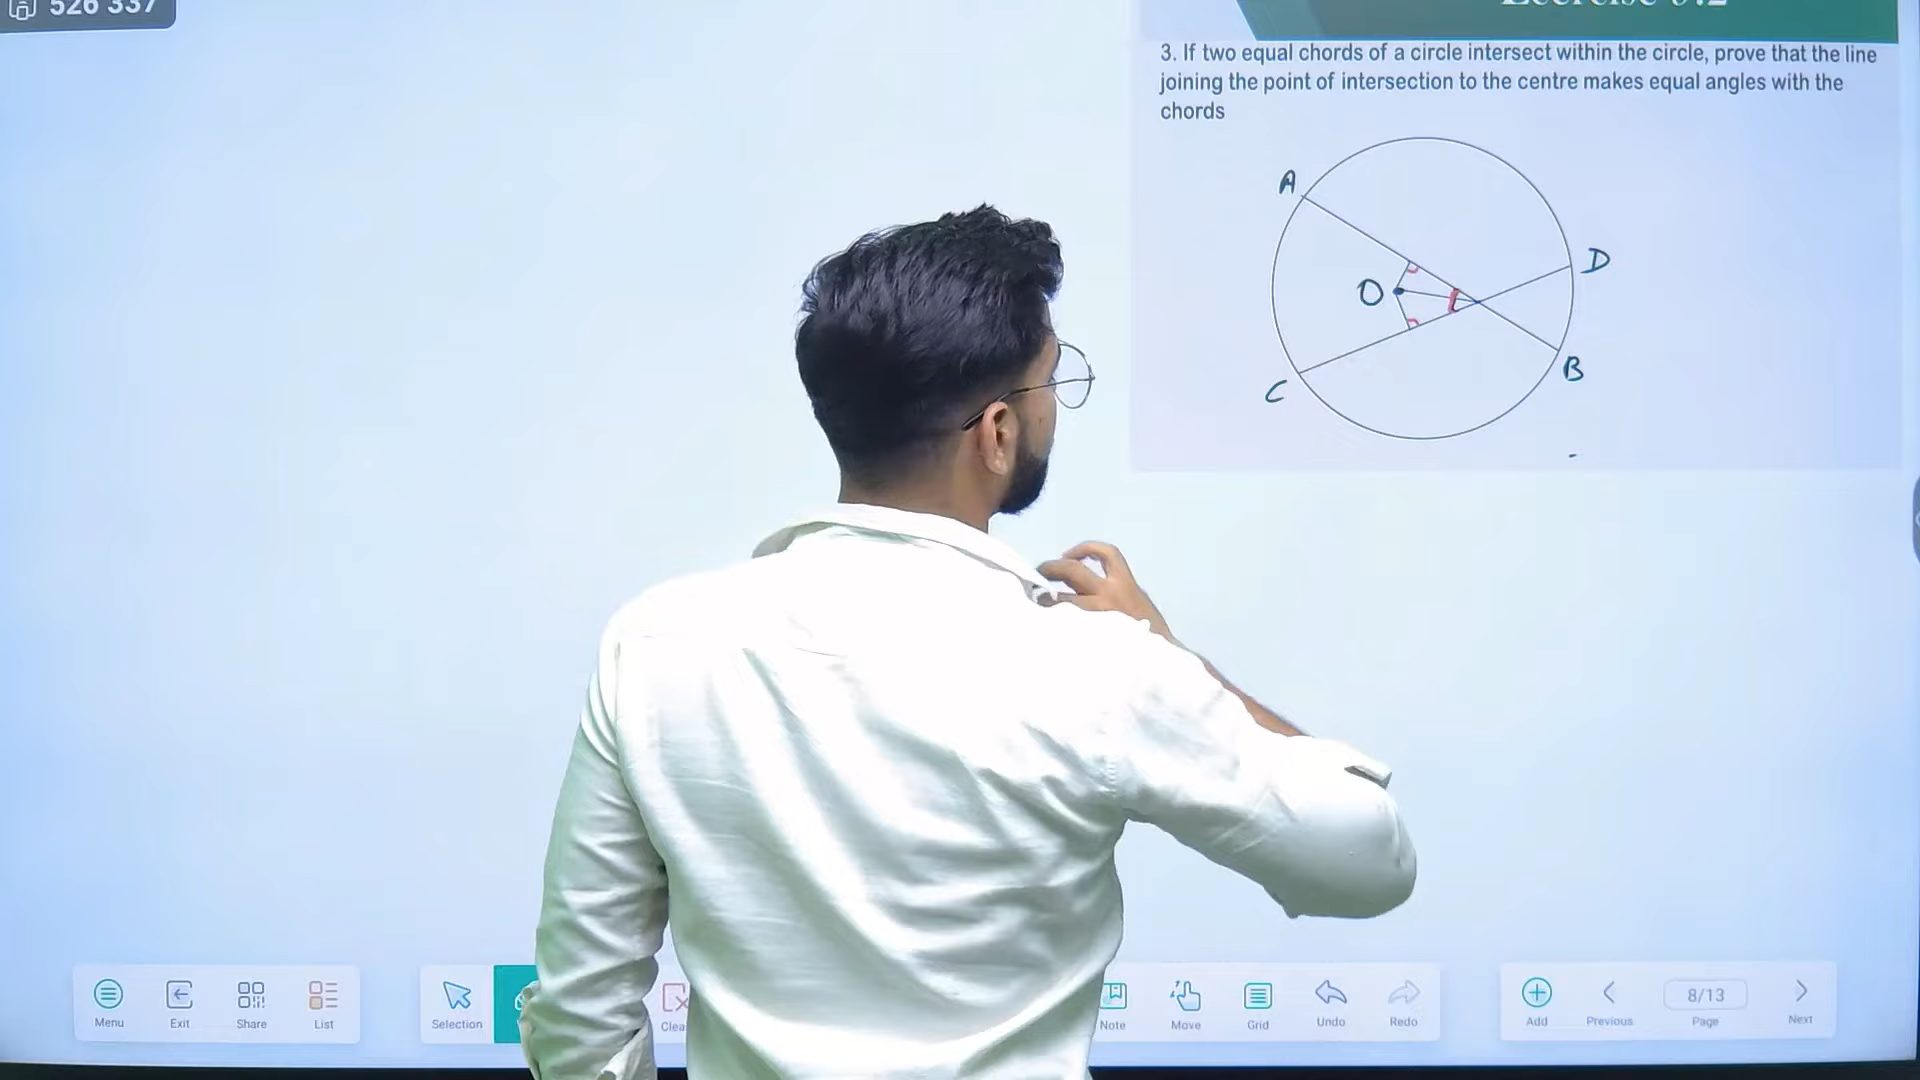 526 337
3. If two equal chords of a circle intersect within the circle, prove that the line
joining the point of intersection to the centre makes equal angles with the
chords
A
D
O
B
C
Menu
Exit
Share
List
Selection
Clea
Note
Move
Grid
Undo
Redo
Add
Previous
8/13
Page
Next